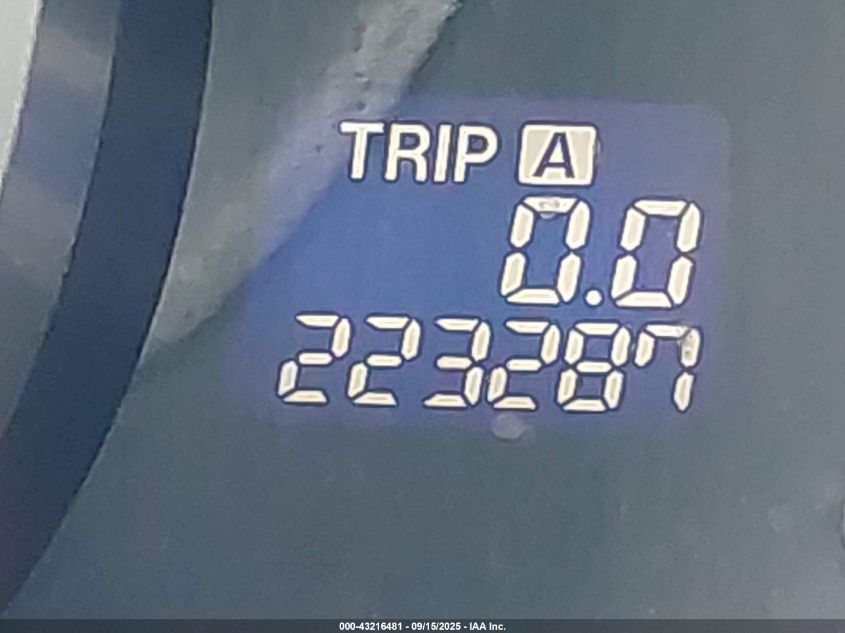 TRIP A
0.0
223287
000-43216481 - 09/15/2025 - IAA Inc.